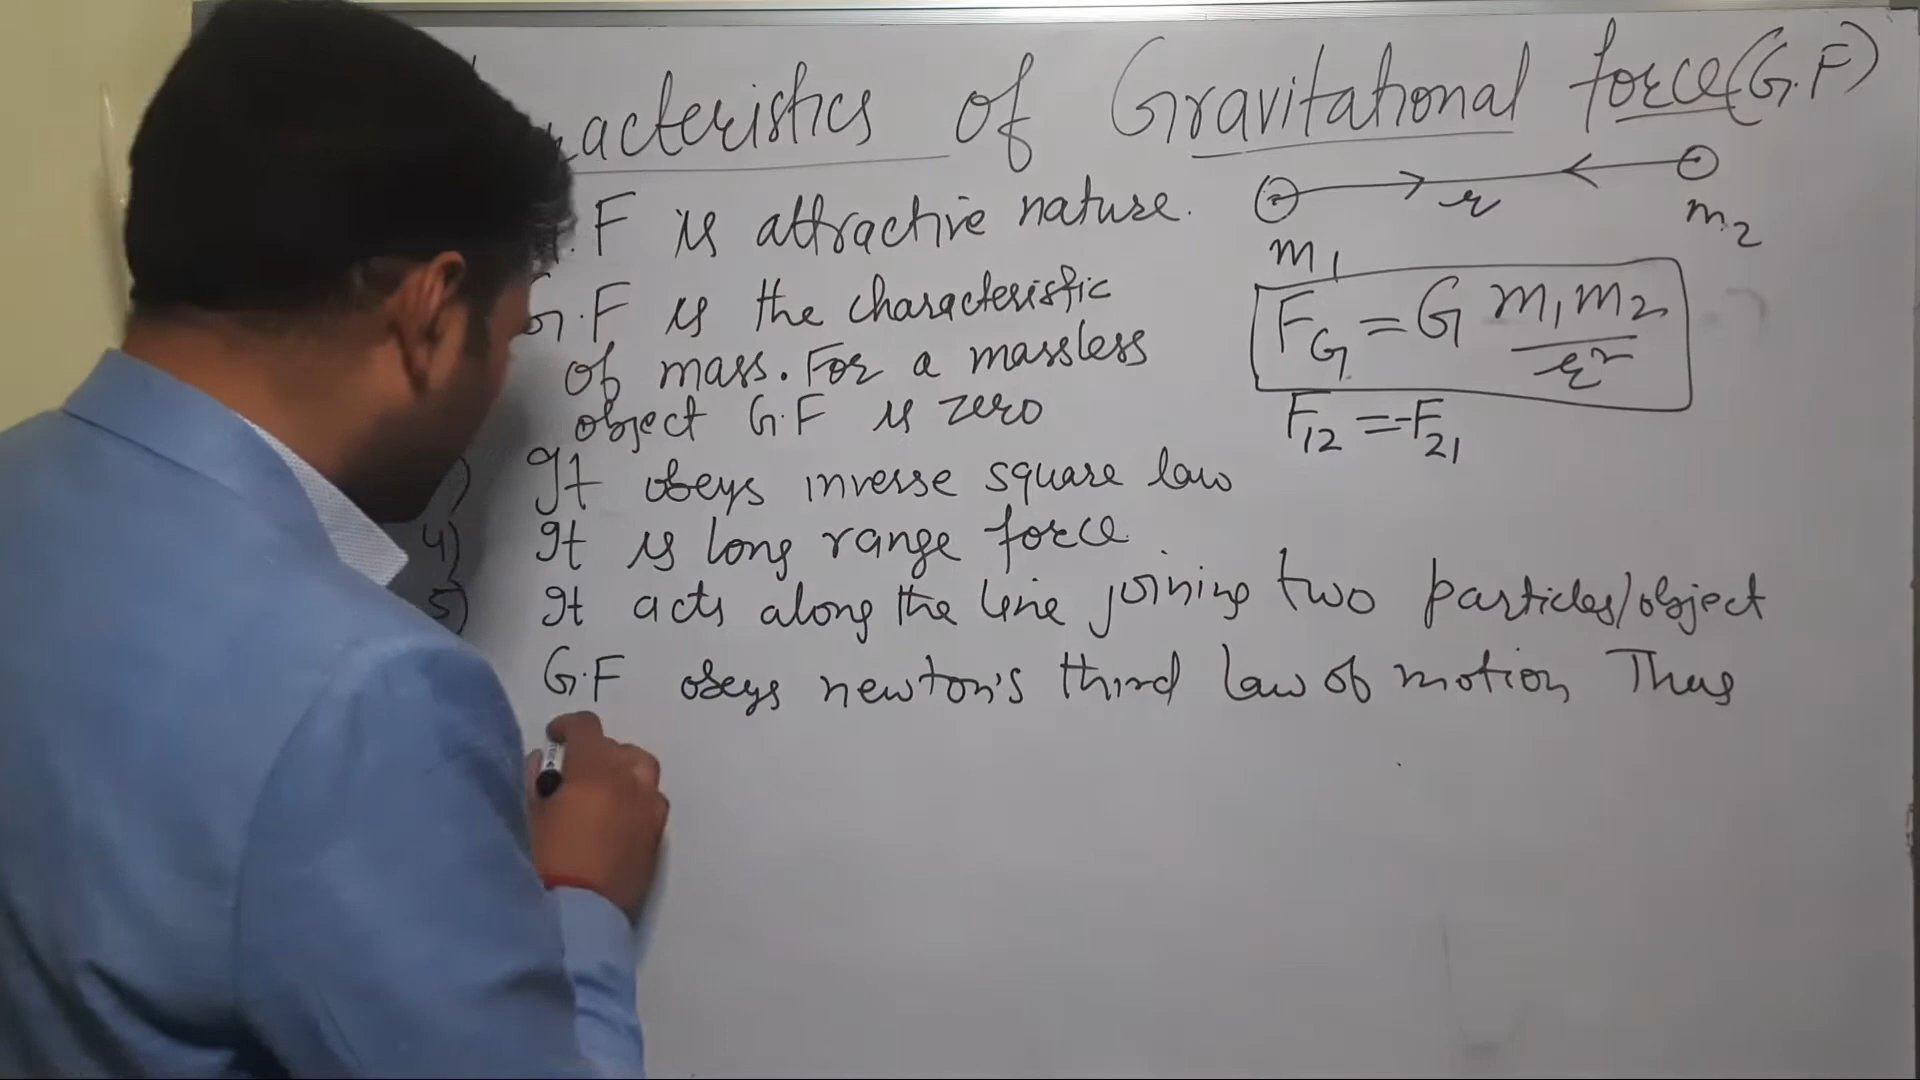 acteristics of Gravitational force(G.F)
G.F is attractive nature.
m1
r
m2
G.F is the characteristic
of mass. For a massless
object G.F is zero
FG = G m1m2/r²
F12 = -F21
) It obeys inverse square law
4) It is long range force
5) It acts along the line joining two particles/object
G.F obeys newton's third law of motion Thus